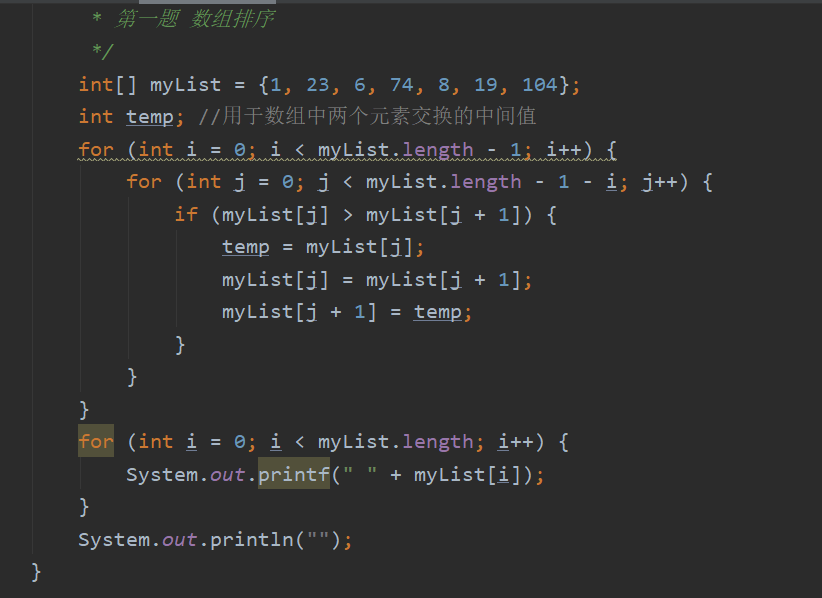 * 第一题 数组排序
*/
int[] myList = {1, 23, 6, 74, 8, 19, 104};
int temp; //用于数组中两个元素交换的中间值
for (int i = 0; i < myList.length - 1; i++) {
for (int j = 0; j < myList.length - 1 - i; j++) {
if (myList[j] > myList[j + 1]) {
temp = myList[j];
myList[j] = myList[j + 1];
myList[j + 1] = temp;
}
}
}
for (int i = 0; i < myList.length; i++) {
System.out.printf(" " + myList[i]);
}
System.out.println("");
}